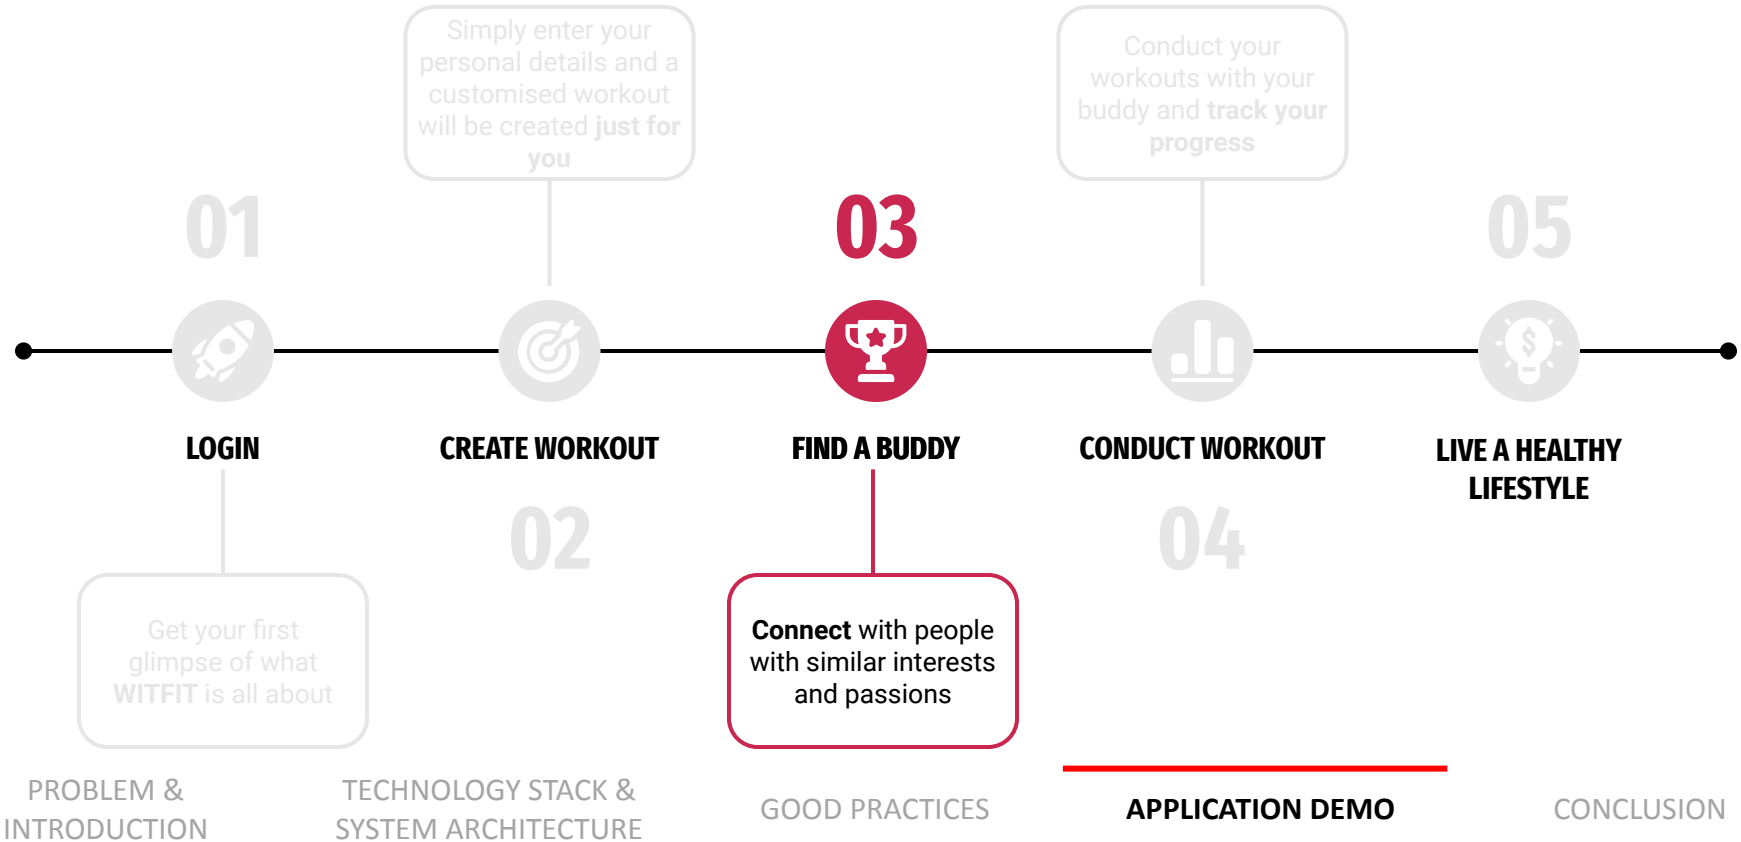 Simply enter your
personal details and a
customised workout
will be created just for
you
Conduct your
workouts with your
buddy and track your
progress
01
03
05
$
LOGIN
CREATE WORKOUT
FIND A BUDDY
CONDUCT WORKOUT
LIVE A HEALTHY
LIFESTYLE
02
04
Get your first
glimpse of what
WITFIT is all about
Connect with people
with similar interests
and passions
PROBLEM &
INTRODUCTION
TECHNOLOGY STACK &
SYSTEM ARCHITECTURE
GOOD PRACTICES
APPLICATION DEMO
CONCLUSION